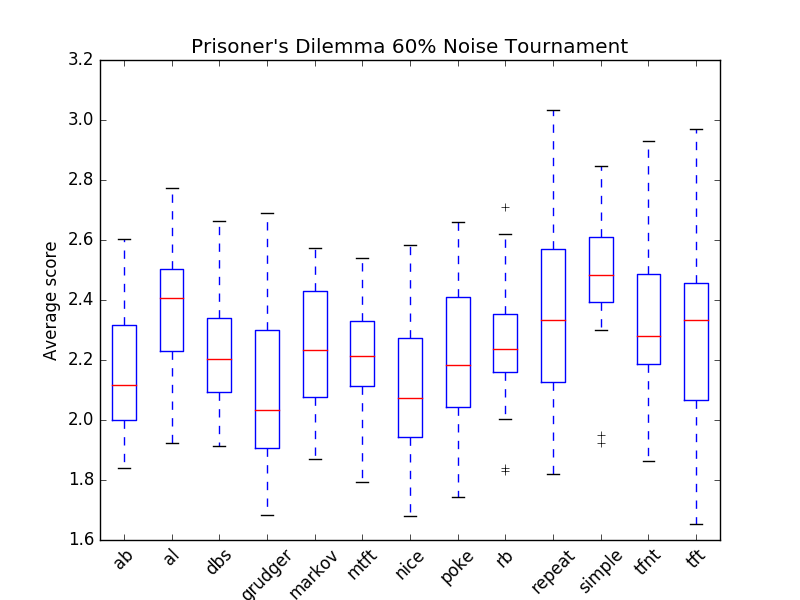 Prisoner's Dilemma 60% Noise Tournament
Average score
3.2
3.0
2.8
2.6
2.4
2.2
2.0
1.8
1.6
ab
al
dbs
grudger
markov
mtft
nice
poke
rb
repeat
simple
tfnt
tft